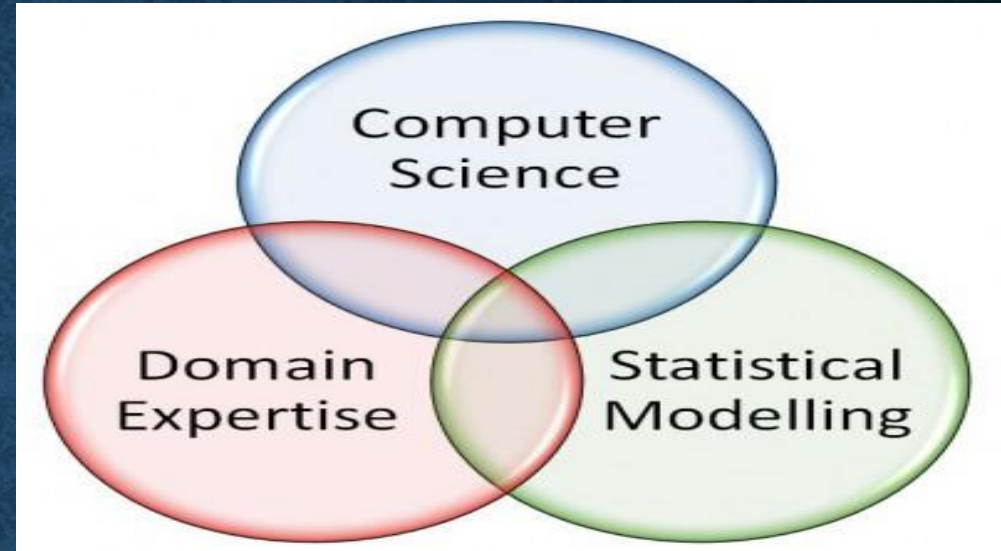 Computer
Science
Domain
Expertise
Statistical
Modelling